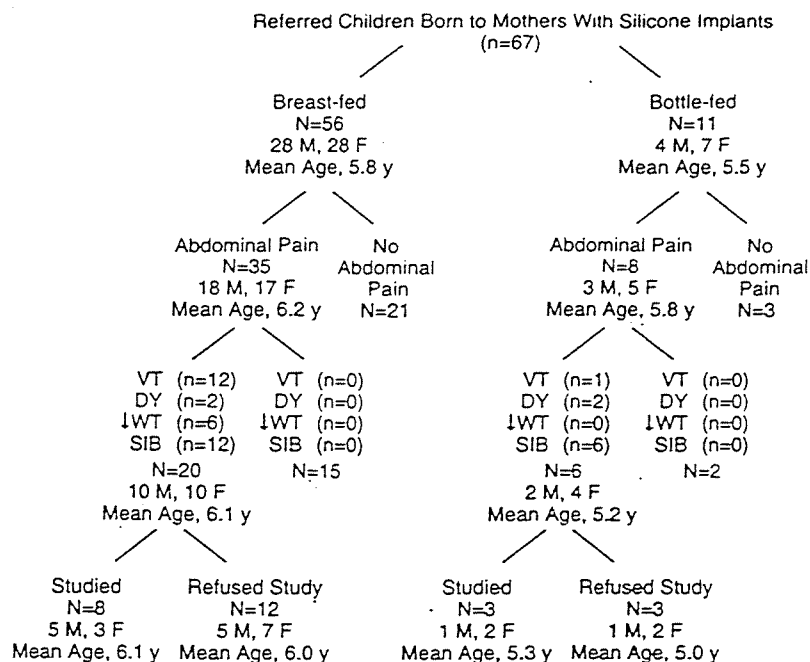 Referred Children Born to Mothers With Silicone Implants
(n=67)
Breast-fed
N=56
28 M, 28 F
Mean Age, 5.8 y
Bottle-fed
N=11
4 M, 7 F
Mean Age, 5.5 y
Abdominal Pain
N=35
18 M, 17 F
Mean Age, 6.2 y
No
Abdominal
Pain
N=21
Abdominal Pain
N=8
3 M, 5 F
Mean Age, 5.8 y
No
Abdominal
Pain
N=3
VT (n=12)
DY (n=2)
↓WT (n=6)
SIB (n=12)
N=20
10 M, 10 F
Mean Age, 6.1 y
VT (n=0)
DY (n=0)
↓WT (n=0)
SIB (n=0)
N=15
VT (n=1)
DY (n=2)
↓WT (n=0)
SIB (n=6)
N=6
2 M, 4 F
Mean Age, 5.2 y
VT (n=0)
DY (n=0)
↓WT (n=0)
SIB (n=0)
N=2
Studied
N=8
5 M, 3 F
Mean Age, 6.1 y
Refused Study
N=12
5 M, 7 F
Mean Age, 6.0 y
Studied
N=3
1 M, 2 F
Mean Age, 5.3 y
Refused Study
N=3
1 M, 2 F
Mean Age, 5.0 y